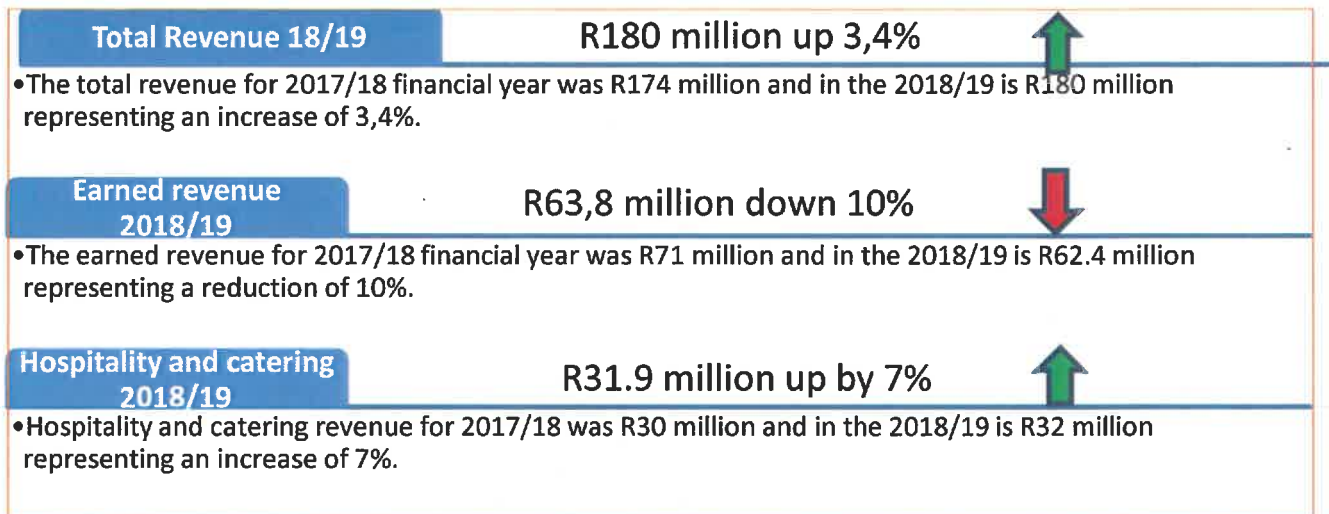 Total Revenue 18/19
R180 million up 3,4%
•The total revenue for 2017/18 financial year was R174 million and in the 2018/19 is R180 million
representing an increase of 3,4%.
Earned revenue
2018/19
R63,8 million down 10%
•The earned revenue for 2017/18 financial year was R71 million and in the 2018/19 is R62.4 million
representing a reduction of 10%.
Hospitality and catering
2018/19
R31.9 million up by 7%
•Hospitality and catering revenue for 2017/18 was R30 million and in the 2018/19 is R32 million
representing an increase of 7%.